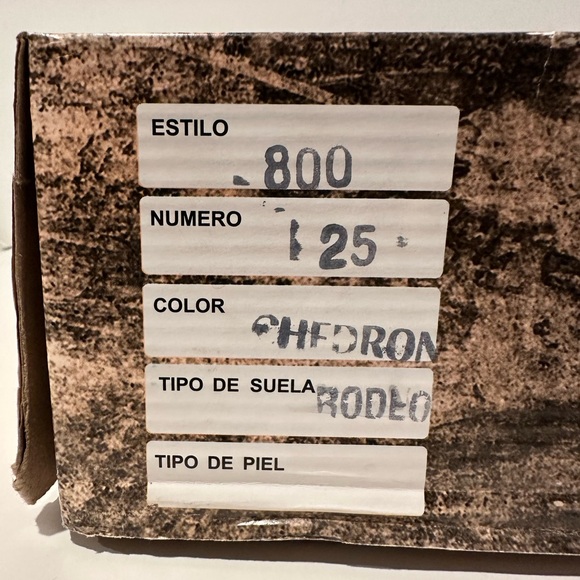 ESTILO
800
NUMERO
25
COLOR
CHEDRON
TIPO DE SUELA RODEO
TIPO DE PIEL